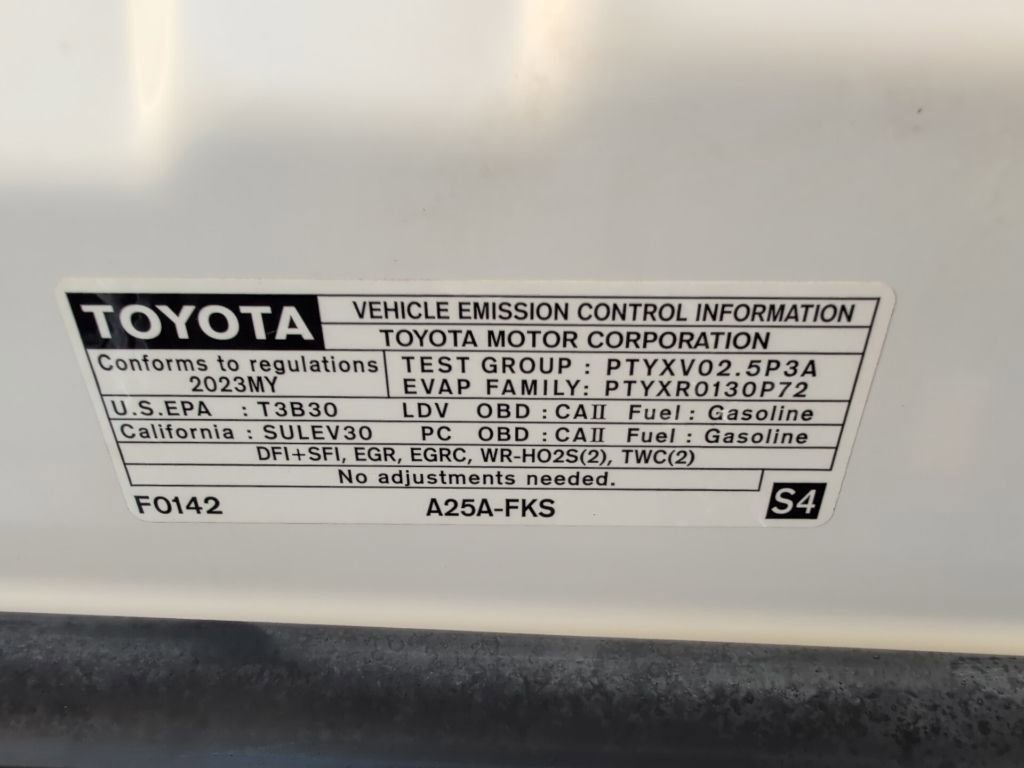 TOYOTA
VEHICLE EMISSION CONTROL INFORMATION
TOYOTA MOTOR CORPORATION
Conforms to regulations
2023MY
TEST GROUP : PTYXV02.5P3A
EVAP FAMILY: PTYXR0130P72
U.S.EPA : T3B30 LDV OBD : CAII Fuel : Gasoline
California : SULEV30 PC OBD : CAII Fuel : Gasoline
DFI+SFI, EGR, EGRC, WR-HO2S(2), TWC(2)
No adjustments needed.
F0142 A25A-FKS S4